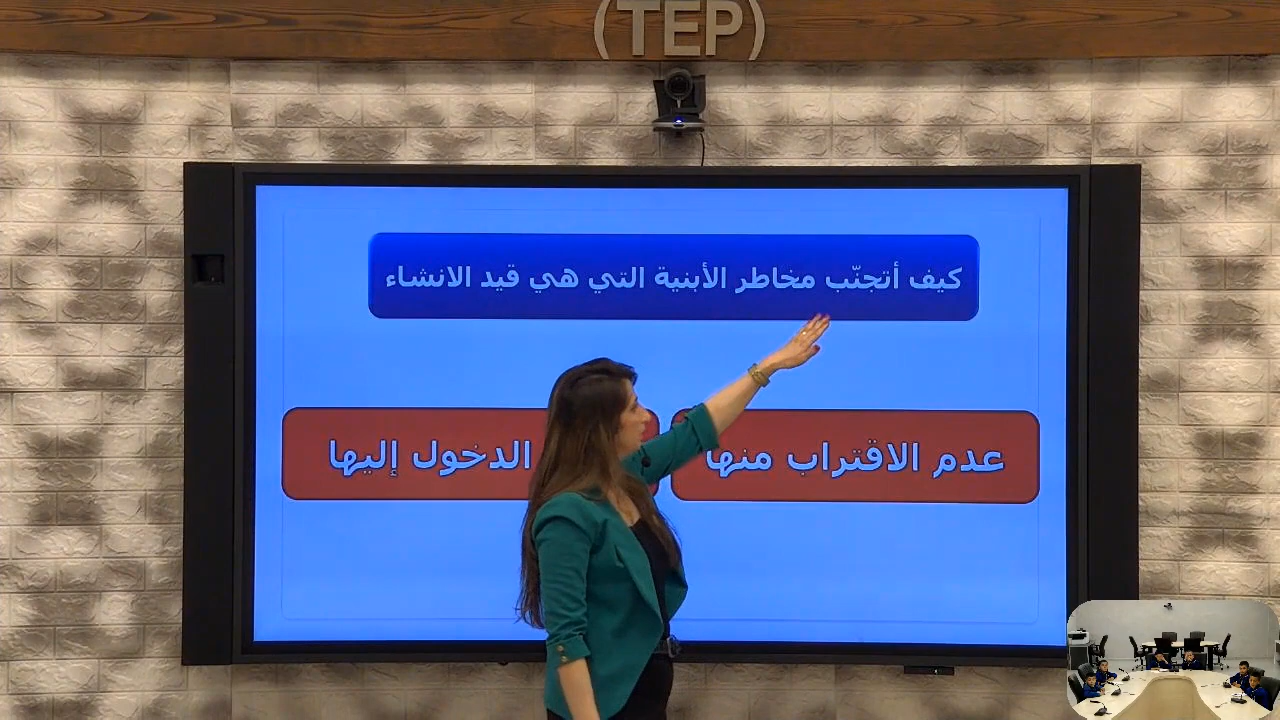 (TEP)
كيف أتجنّب مخاطر الأبنية التي هي قيد الانشاء
عدم الاقتراب منها
الدخول إليها